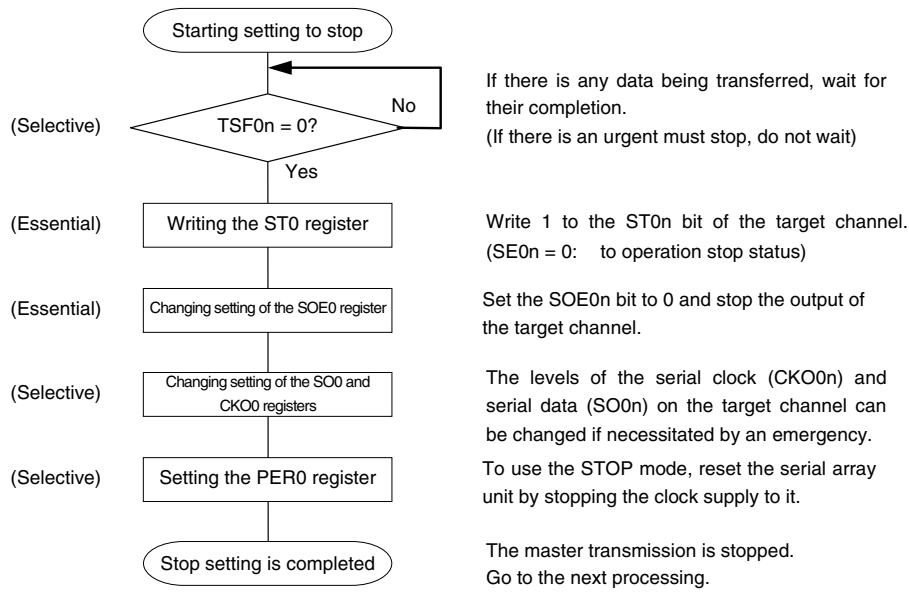 Starting setting to stop
If there is any data being transferred, wait for
their completion.
(If there is an urgent must stop, do not wait)
(Selective)
TSF0n = 0?
No
Yes
(Essential)
Writing the ST0 register
Write 1 to the ST0n bit of the target channel.
(SE0n = 0: to operation stop status)
(Essential)
Changing setting of the SOE0 register
Set the SOE0n bit to 0 and stop the output of
the target channel.
(Selective)
Changing setting of the SO0 and
CKO0 registers
The levels of the serial clock (CKO0n) and
serial data (SO0n) on the target channel can
be changed if necessitated by an emergency.
(Selective)
Setting the PER0 register
To use the STOP mode, reset the serial array
unit by stopping the clock supply to it.
Stop setting is completed
The master transmission is stopped.
Go to the next processing.